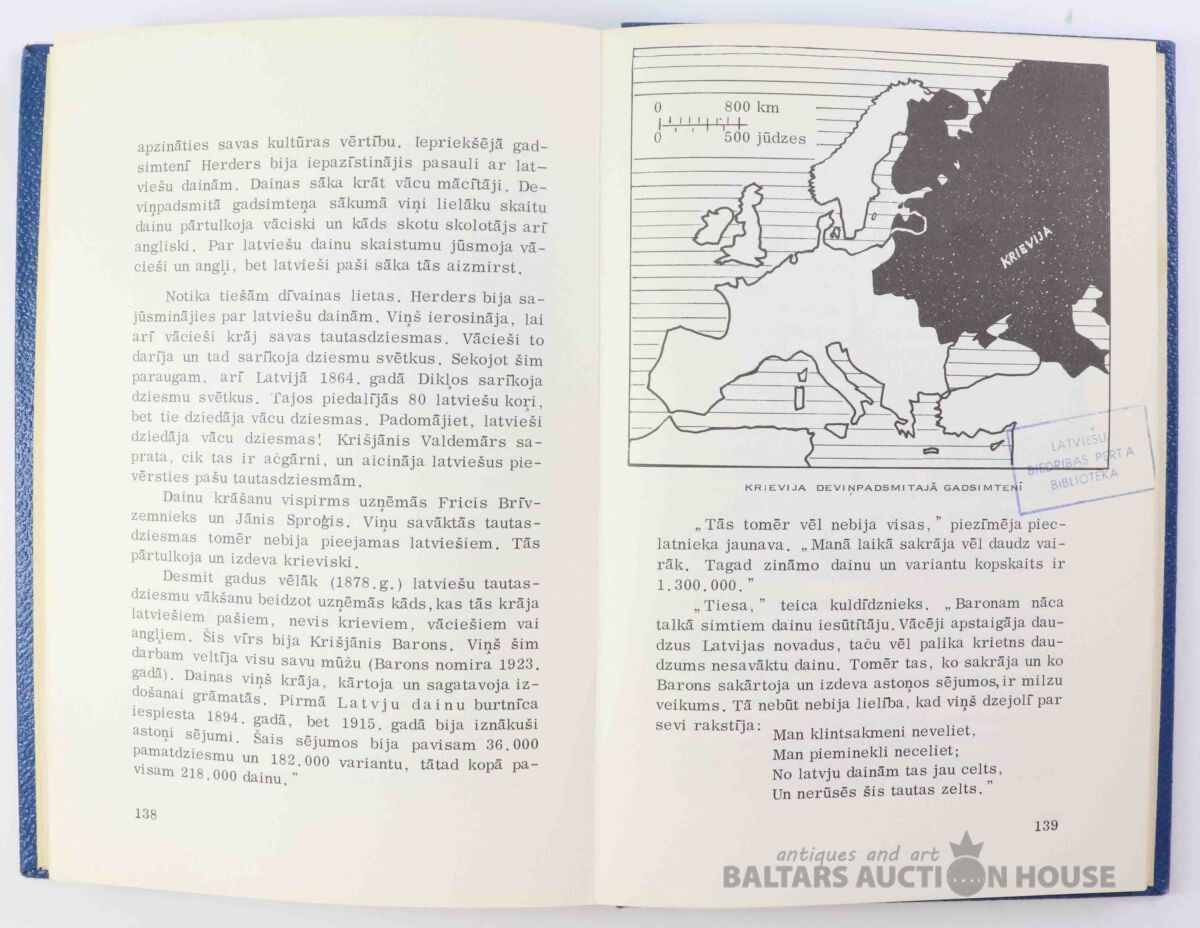 apzināties savas kultūras vērtību. Iepriekšējā gad-
simtenī Herders bija iepazīstinājis pasauli ar lat-
viešu dainām. Dainas sāka krāt vācu mācītāji. De-
viņpadsmitā gadsimteņa sākumā viņi lielāku skaitu
dainu pārtulkoja vāciski un kāds skotu skolotājs arī
angliski. Par latviešu dainu skaistumu jūsmoja vā-
cieši un angļi, bet latvieši paši sāka tās aizmirst.
Notika tiešām dīvainas lietas. Herders bija sa-
jūsminājies par latviešu dainām. Viņš ierosināja, lai
arī vācieši krāj savas tautasdziesmas. Vācieši to
darīja un tad sarīkoja dziesmu svētkus. Sekojot šim
paraugam, arī Latvijā 1864. gadā Dikļos sarīkoja
dziesmu svētkus. Tajos piedalījās 80 latviešu koŗi,
bet tie dziedāja vācu dziesmas. Padomājiet, latvieši
dziedāja vācu dziesmas! Krišjānis Valdemārs sa-
prata, cik tas ir ačgārni, un aicināja latviešus pie-
vērsties pašu tautasdziesmām.
Dainu krāšanu vispirms uzņēmās Fricis Brīv-
zemnieks un Jānis Sproģis. Viņu savāktās tautas-
dziesmas tomēr nebija pieejamas latviešiem. Tās
pārtulkoja un izdeva krieviski.
Desmit gadus vēlāk (1878.g.) latviešu tautas-
dziesmu vākšanu beidzot uzņēmās kāds, kas tās krāja
latviešiem pašiem, nevis krieviem, vāciešiem vai
angļiem. Šis vīrs bija Krišjānis Barons. Viņš šim
darbam veltīja visu savu mūžu (Barons nomira 1923.
gadā). Dainas viņš krāja, kārtoja un sagatavoja iz-
došanai grāmatās. Pirmā Latvju dainu burtnīca
iespiesta 1894. gadā, bet 1915. gadā bija iznākuši
astoņi sējumi. Šais sējumos bija pavisam 36.000
pamatdziesmu un 182.000 variantu, tātad kopā pa-
visam 218.000 dainu."
138
0 800 km
0 500 jūdzes
KRIEVIJA
LATVIEŠU
BIEDRĪBAS PERTA
BIBLIOTEKA
KRIEVIJA DEVIŅPADSMITAJĀ GADSIMTENĪ
„Tās tomēr vēl nebija visas," piezīmēja piec-
latnieka jaunava. „Manā laikā sakrāja vēl daudz vai-
rāk. Tagad zināmo dainu un variantu kopskaits ir
1.300.000."
„Tiesa," teica kuldīdznieks. „Baronam nāca
talkā simtiem dainu iesūtītāju. Vācēji apstaigāja dau-
dzus Latvijas novadus, taču vēl palika krietns dau-
dzums nesavāktu dainu. Tomēr tas, ko sakrāja un ko
Barons sakārtoja un izdeva astoņos sējumos, ir milzu
veikums. Tā nebūt nebija lielība, kad viņš dzejolī par
sevi rakstīja:
Man klintsakmeni neveliet,
Man pieminekli neceliet;
No latvju dainām tas jau celts,
Un nerūsēs šis tautas zelts."
139
antiques and art
BALTARS AUCTION HOUSE